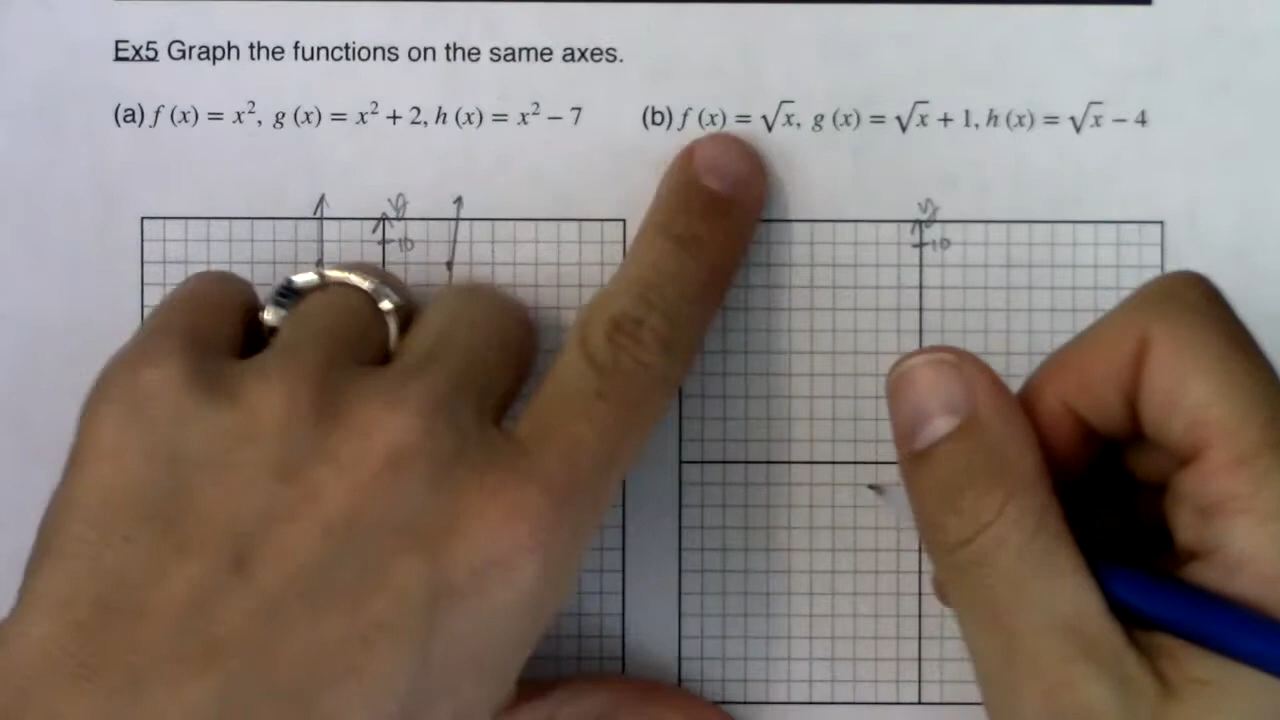 Ex5 Graph the functions on the same axes.
(a) f (x) = x², g (x) = x² + 2, h (x) = x² − 7
(b) f (x) = √x, g (x) = √x + 1, h (x) = √x − 4
y
10
y
10